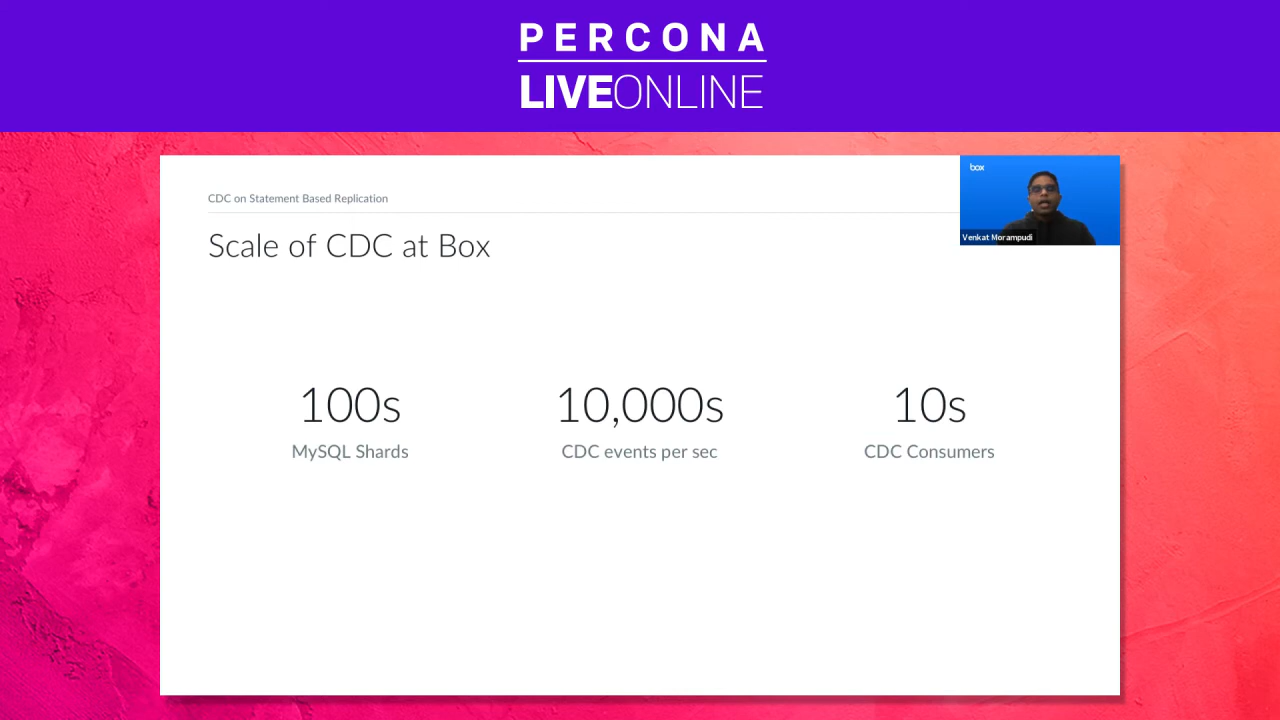 PERCONA
LIVEONLINE
CDC on Statement Based Replication
box
Venkat Morampudi
Scale of CDC at Box
100s
10,000s
10s
MySQL Shards
CDC events per sec
CDC Consumers